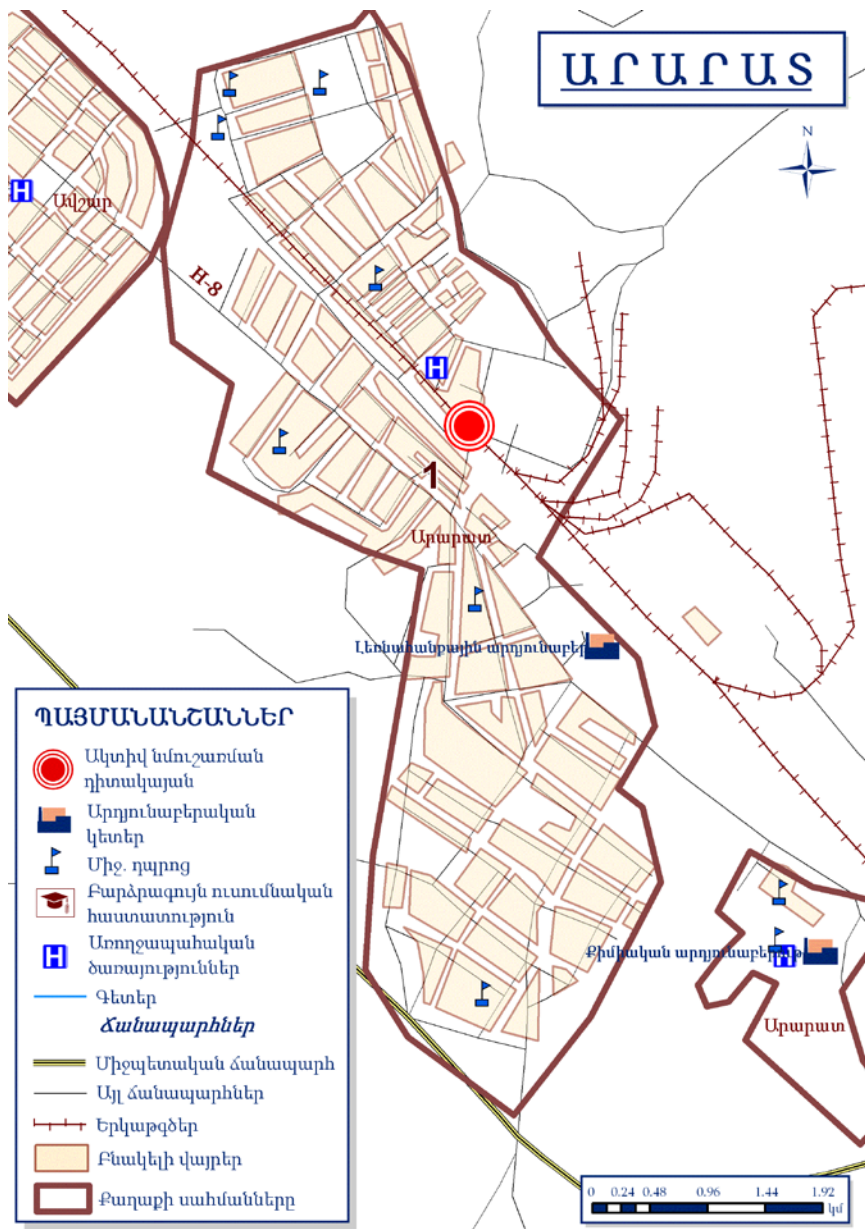 ԱՐԱՐԱՏ
N
Ավշար
H-8
1
Արարատ
Լեռնահանքային արդյունաբեր
ՊԱՅՄԱՆԱՆՇԱՆՆԵՐ
Ակտիվ նմուշառման
դիտակայան
Արդյունաբերական
կետեր
Միջ. դպրոց
Բարձրագույն ուսումնական
հաստատություն
Առողջապահական
ծառայություններ
Գետեր
Ճանապարհներ
Միջպետական ճանապարհ
Այլ ճանապարհներ
Երկաթգծեր
Բնակելի վայրեր
Քաղաքի սահմանները
H
H
H
Քիմիական արդյունաբեր
Արարատ
0 0.24 0.48 0.96 1.44 1.92
կմ